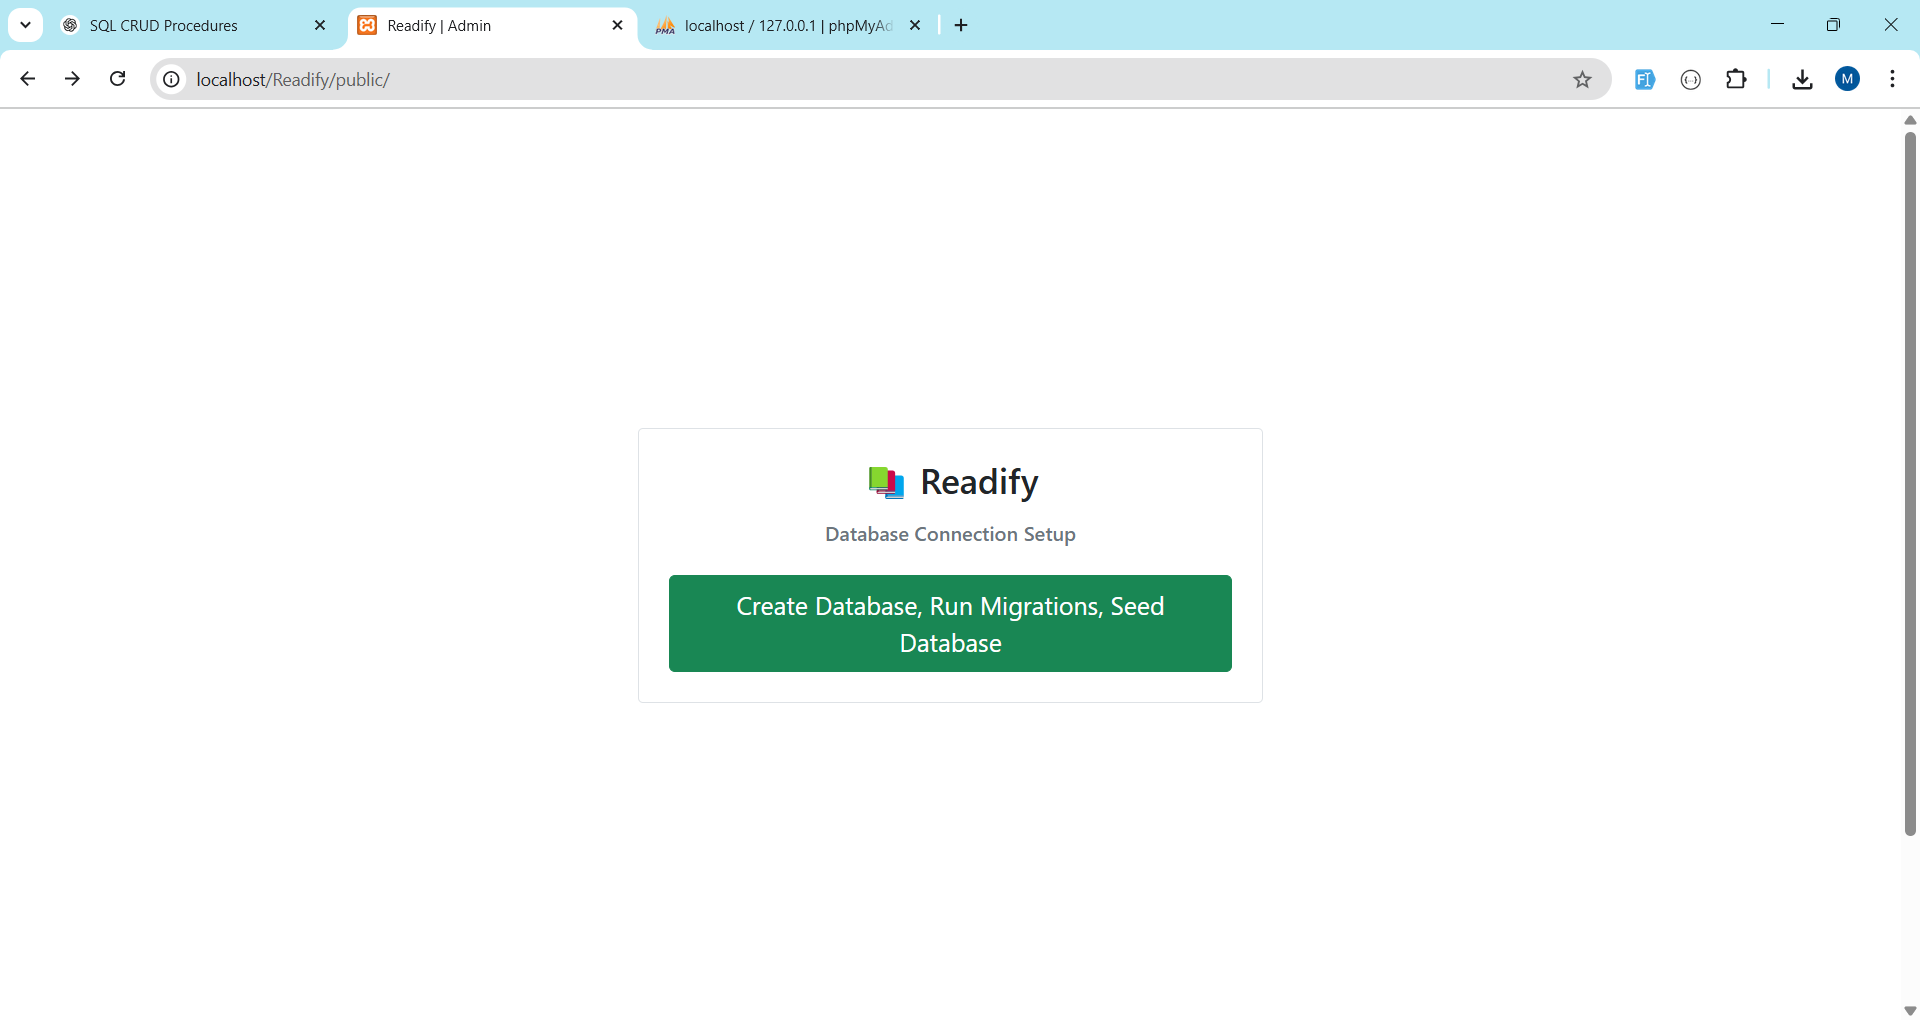 SQL CRUD Procedures
Readify | Admin
localhost / 127.0.0.1 | phpMyAd
localhost/Readify/public/
M
Readify
Database Connection Setup
Create Database, Run Migrations, Seed
Database